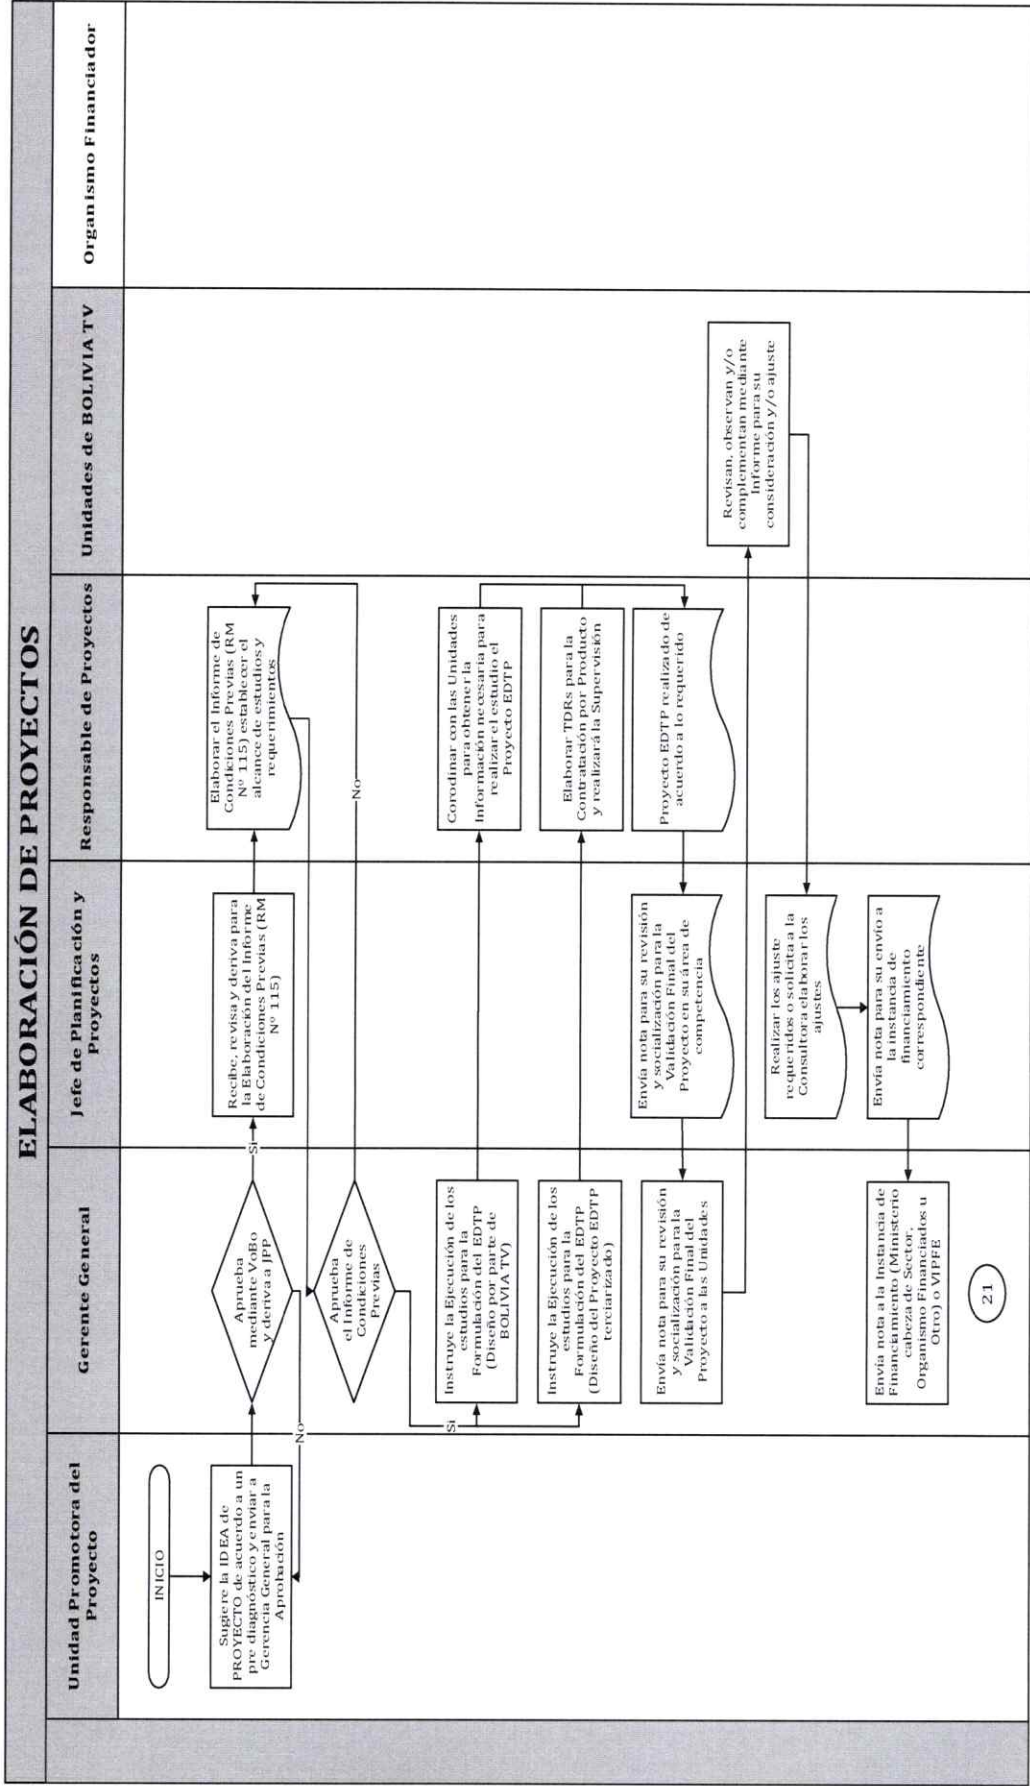 ELABORACIÓN DE PROYECTOS
Unidad Promotora del
Proyecto
Gerente General
Jefe de Planificación y
Proyectos
Responsable de Proyectos
Unidades de BOLIVIA TV
Organismo Financiador
INICIO
Sugiere la IDEA de
PROYECTO de acuerdo a un
pre diagnóstico y enviar a
Gerencia General para la
Aprobación
Aprueba
mediante VoBo
y deriva a JPP
Si
No
Recibe, revisa y deriva para
la Elaboración del Informe
de Condiciones Previas (RM
Nº 115)
Elaborar el Informe de
Condiciones Previas (RM
Nº 115) establecer el
alcance de estudios y
requerimientos
Aprueba
el Informe de
Condiciones
Previas
No
Si
Instruye la Ejecución de los
estudios para la
Formulación del EDTP
(Diseño por parte de
BOLIVIA TV)
Corodinar con las Unidades
para obtener la
Información necesaria para
realizar el estudio el
Proyecto EDTP
Instruye la Ejecución de los
estudios para la
Formulación del EDTP
(Diseño del Proyecto EDTP
terciarizado)
Elaborar TDRs para la
Contratación por Producto
y realizará la Supervisión
Proyecto EDTP realizado de
acuerdo a lo requerido
Envía nota para su revisión
y socialización para la
Validación Final del
Proyecto en su área de
competencia
Envía nota para su revisión
y socialización para la
Validación Final del
Proyecto a las Unidades
Revisan, observan y/o
complementan mediante
Informe para su
consideración y/o ajuste
Realizar los ajuste
requeridos o solicita a la
Consultora elaborar los
ajustes
Envía nota para su envío a
la instancia de
financiamiento
correspondiente
Envía nota a la Instancia de
Financiamiento (Ministerio
cabeza de Sector,
Organismo Financiados u
Otro) o VIPFE
21